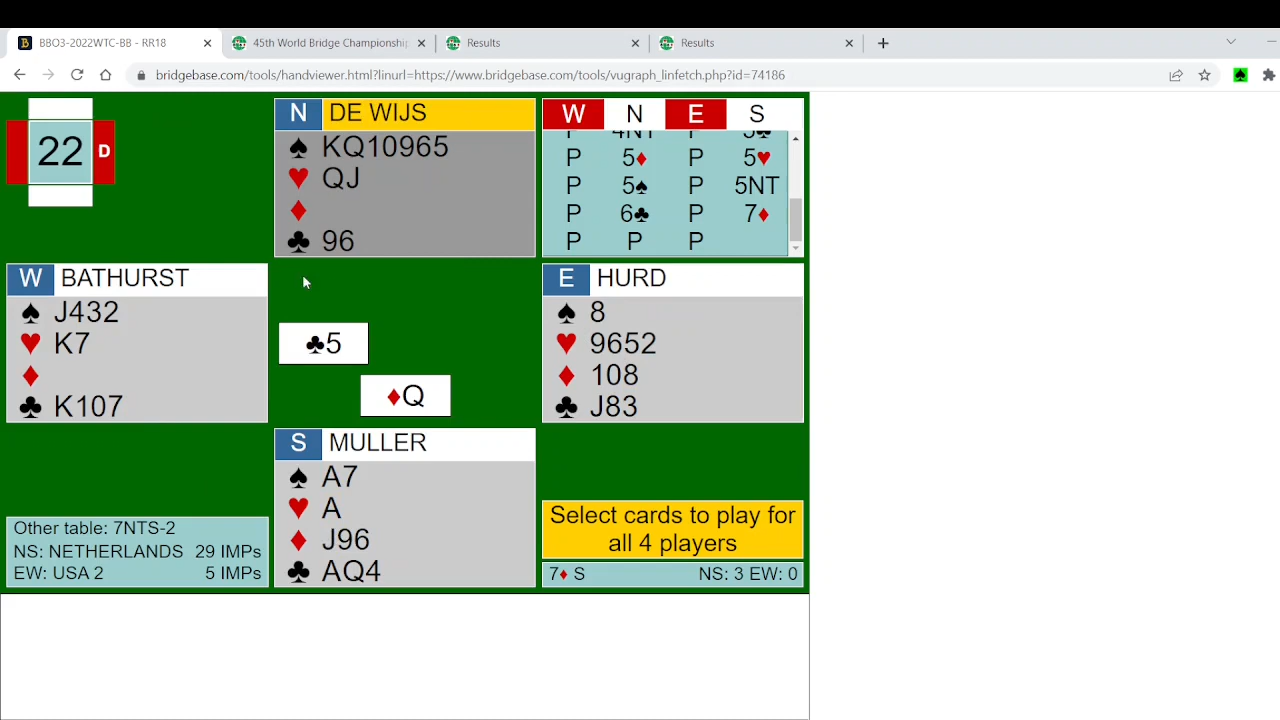 BBO3-2022WTC-BB - RR18
45th World Bridge Championship
Results
Results
bridgebase.com/tools/handviewer.html?linurl=https://www.bridgebase.com/tools/vugraph_linfetch.php?id=74186
22 D
N DE WIJS
♠ KQ10965
♥ QJ
♦
♣ 96
W N E S
P 4NT P 5♣
P 5♦ P 5♥
P 5♠ P 5NT
P 6♣ P 7♦
P P P
W BATHURST
♠ J432
♥ K7
♦
♣ K107
♣5
♦Q
E HURD
♠ 8
♥ 9652
♦ 108
♣ J83
S MULLER
♠ A7
♥ A
♦ J96
♣ AQ4
Other table: 7NTS-2
NS: NETHERLANDS 29 IMPs
EW: USA 2 5 IMPs
Select cards to play for
all 4 players
7♦ S NS: 3 EW: 0